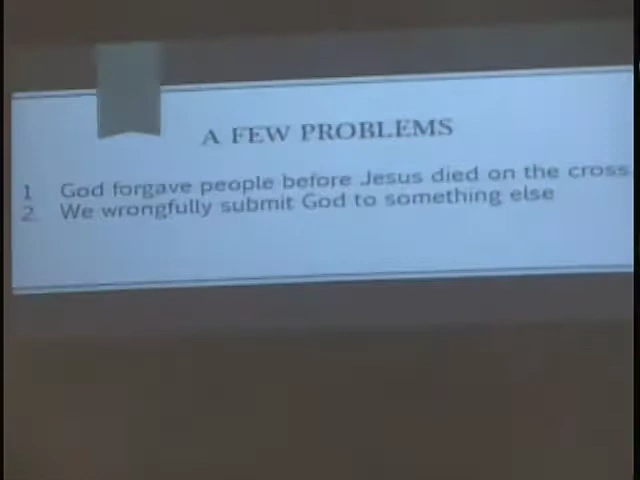 A FEW PROBLEMS
1 God forgave people before Jesus died on the cross
2. We wrongfully submit God to something else